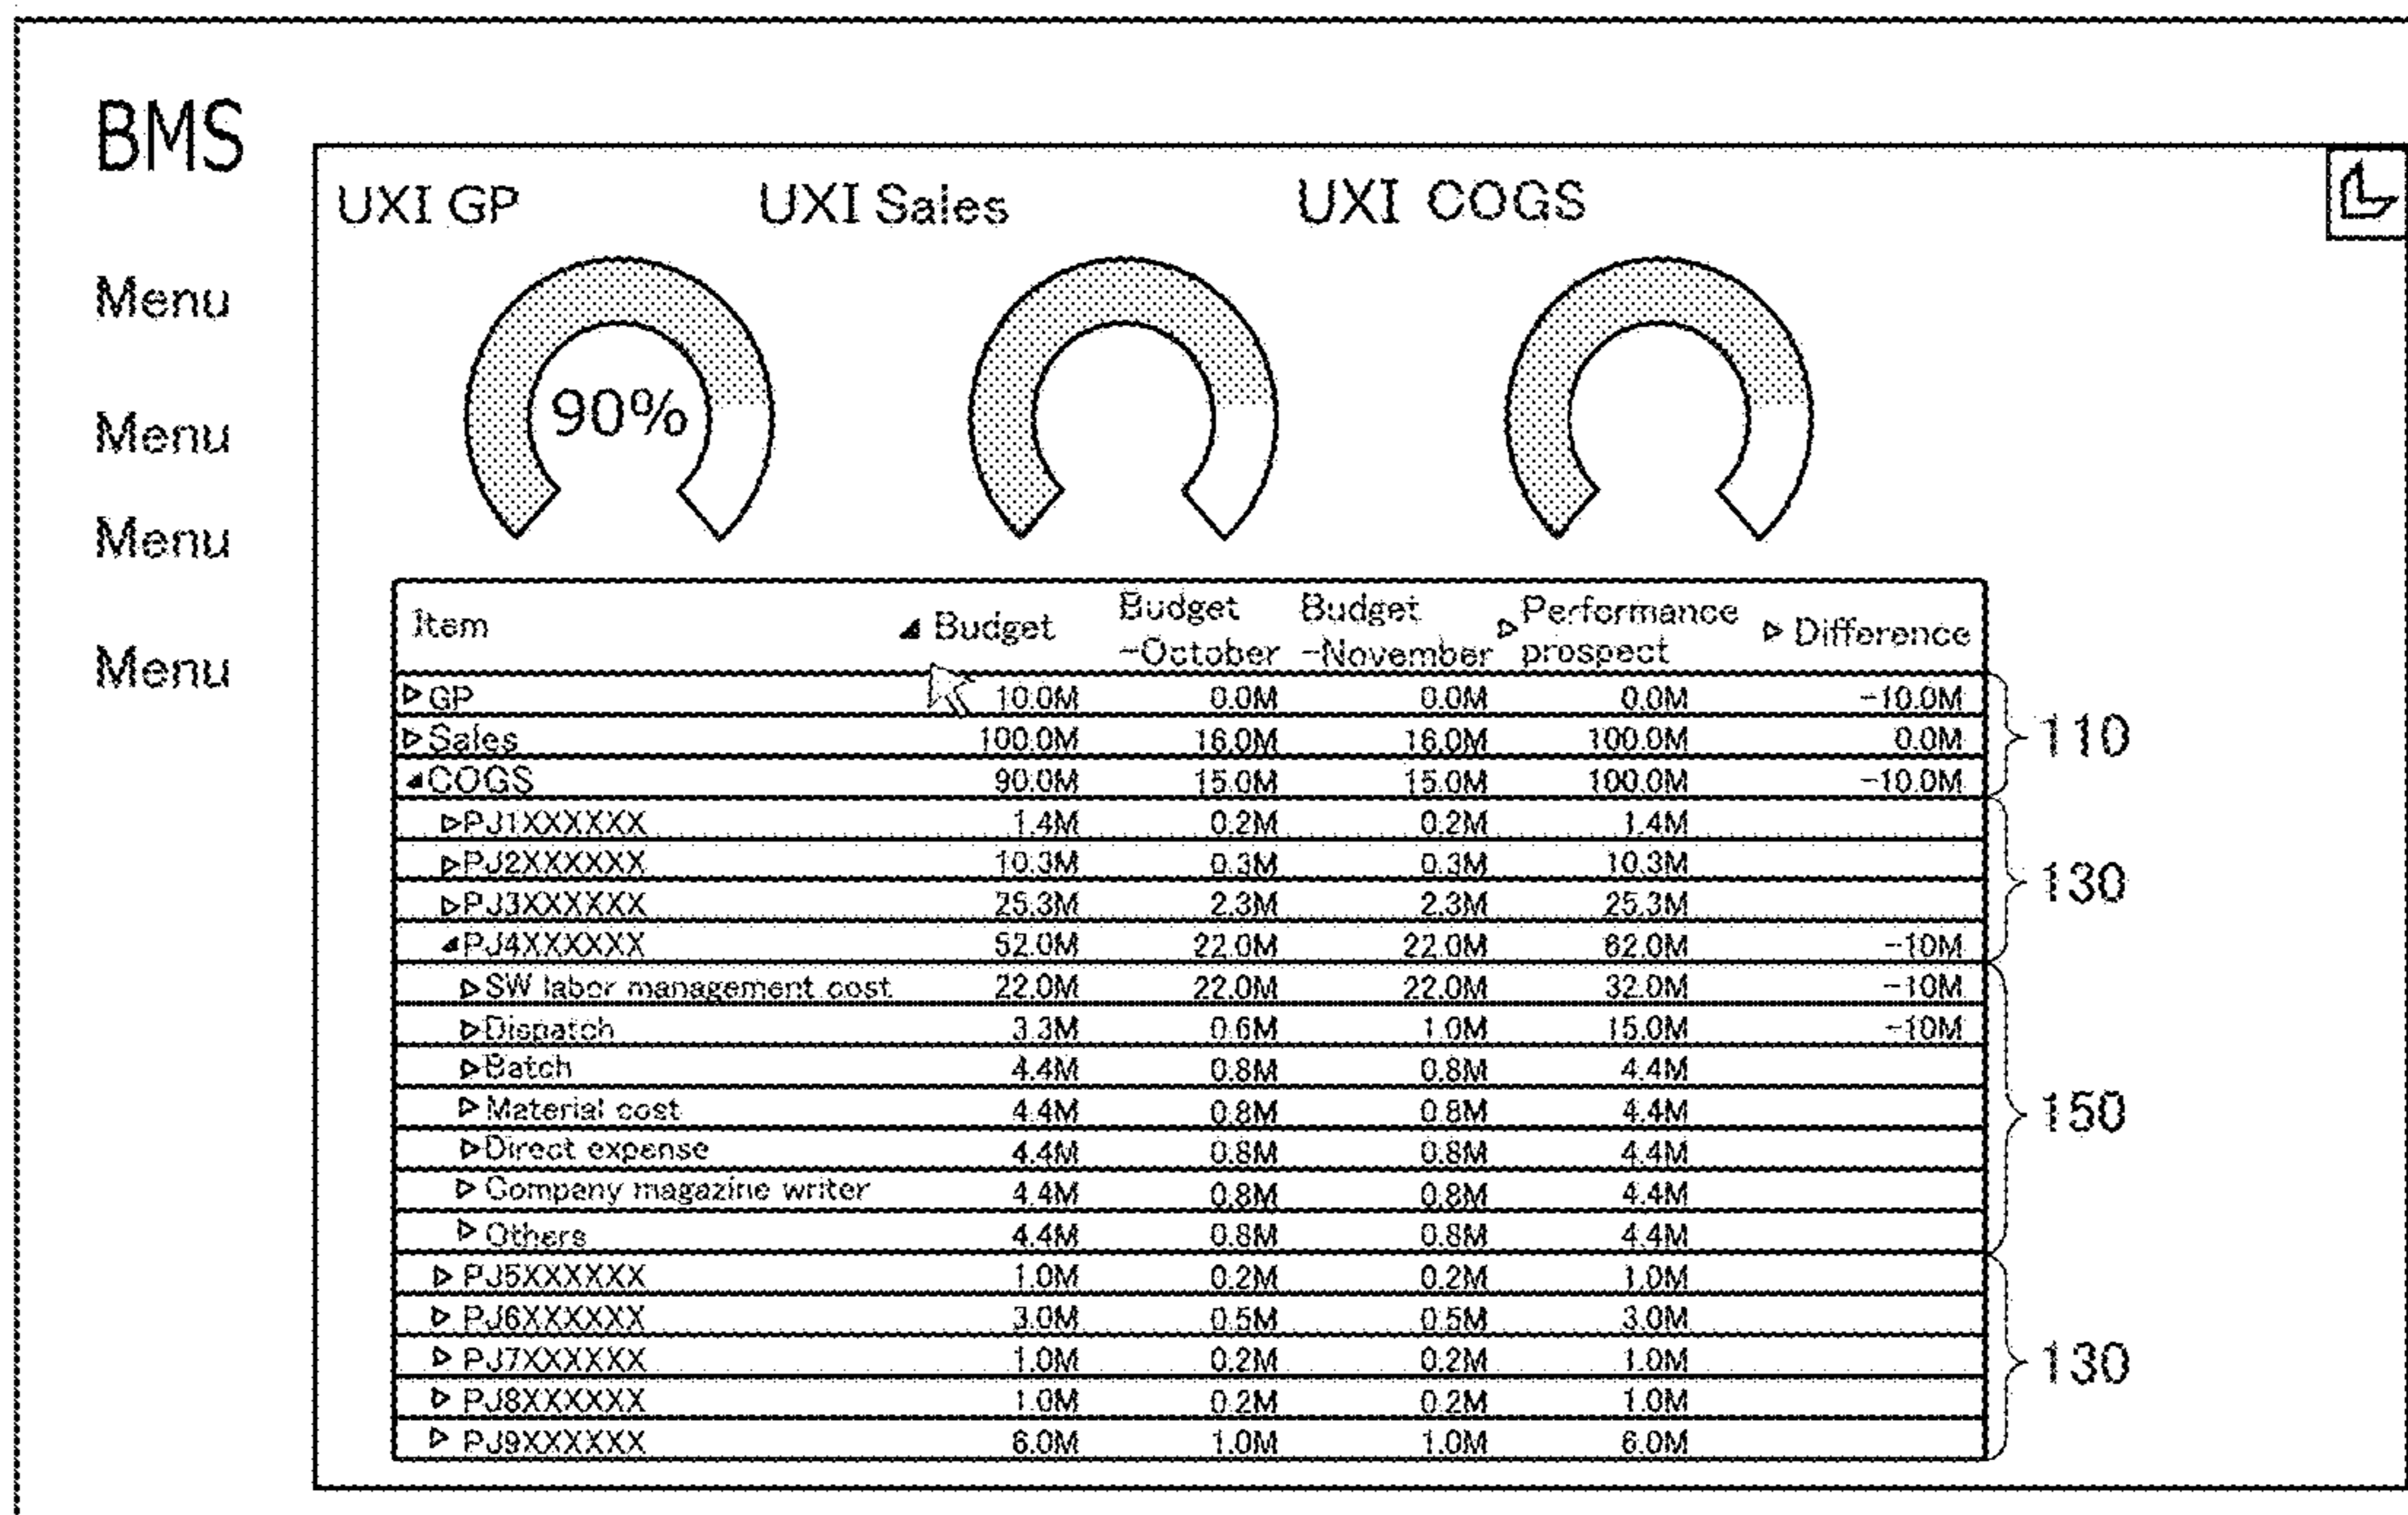 BMS
Menu
Menu
Menu
Menu
UXI GP UXI Sales UXI COGS
90%
Item Budget Budget -October Budget -November Performance prospect Difference
GP 10.0M 0.0M 0.0M 0.0M -10.0M
Sales 100.0M 16.0M 16.0M 100.0M 0.0M
COGS 90.0M 15.0M 15.0M 100.0M -10.0M
110
PJ1XXXXXX 1.4M 0.2M 0.2M 1.4M
PJ2XXXXXX 10.3M 0.3M 0.3M 10.3M
PJ3XXXXXX 25.3M 2.3M 2.3M 25.3M
PJ4XXXXXX 52.0M 22.0M 22.0M 62.0M -10M
130
SW labor management cost 22.0M 22.0M 22.0M 32.0M -10M
Dispatch 3.3M 0.6M 1.0M 15.0M -10M
Batch 4.4M 0.8M 0.8M 4.4M
Material cost 4.4M 0.8M 0.8M 4.4M
Direct expense 4.4M 0.8M 0.8M 4.4M
Company magazine writer 4.4M 0.8M 0.8M 4.4M
Others 4.4M 0.8M 0.8M 4.4M
150
PJ5XXXXXX 1.0M 0.2M 0.2M 1.0M
PJ6XXXXXX 3.0M 0.5M 0.5M 3.0M
PJ7XXXXXX 1.0M 0.2M 0.2M 1.0M
PJ8XXXXXX 1.0M 0.2M 0.2M 1.0M
PJ9XXXXXX 6.0M 1.0M 1.0M 6.0M
130